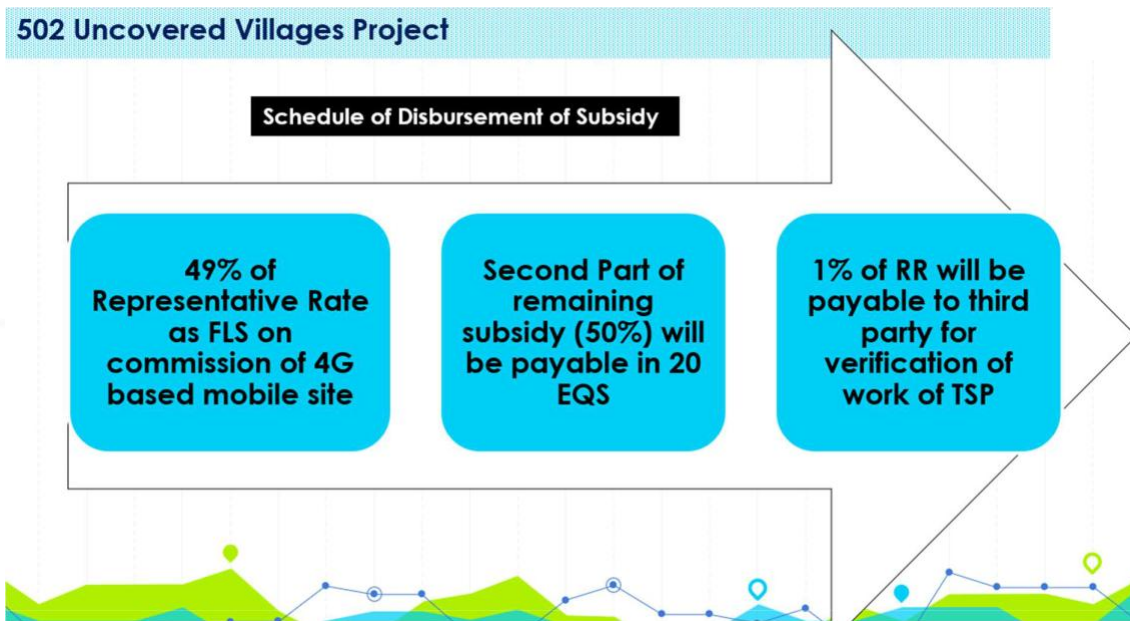 502 Uncovered Villages Project
Schedule of Disbursement of Subsidy
49% of
Representative Rate
as FLS on
commission of 4G
based mobile site
Second Part of
remaining
subsidy (50%) will
be payable in 20
EQS
1% of RR will be
payable to third
party for
verification of
work of TSP